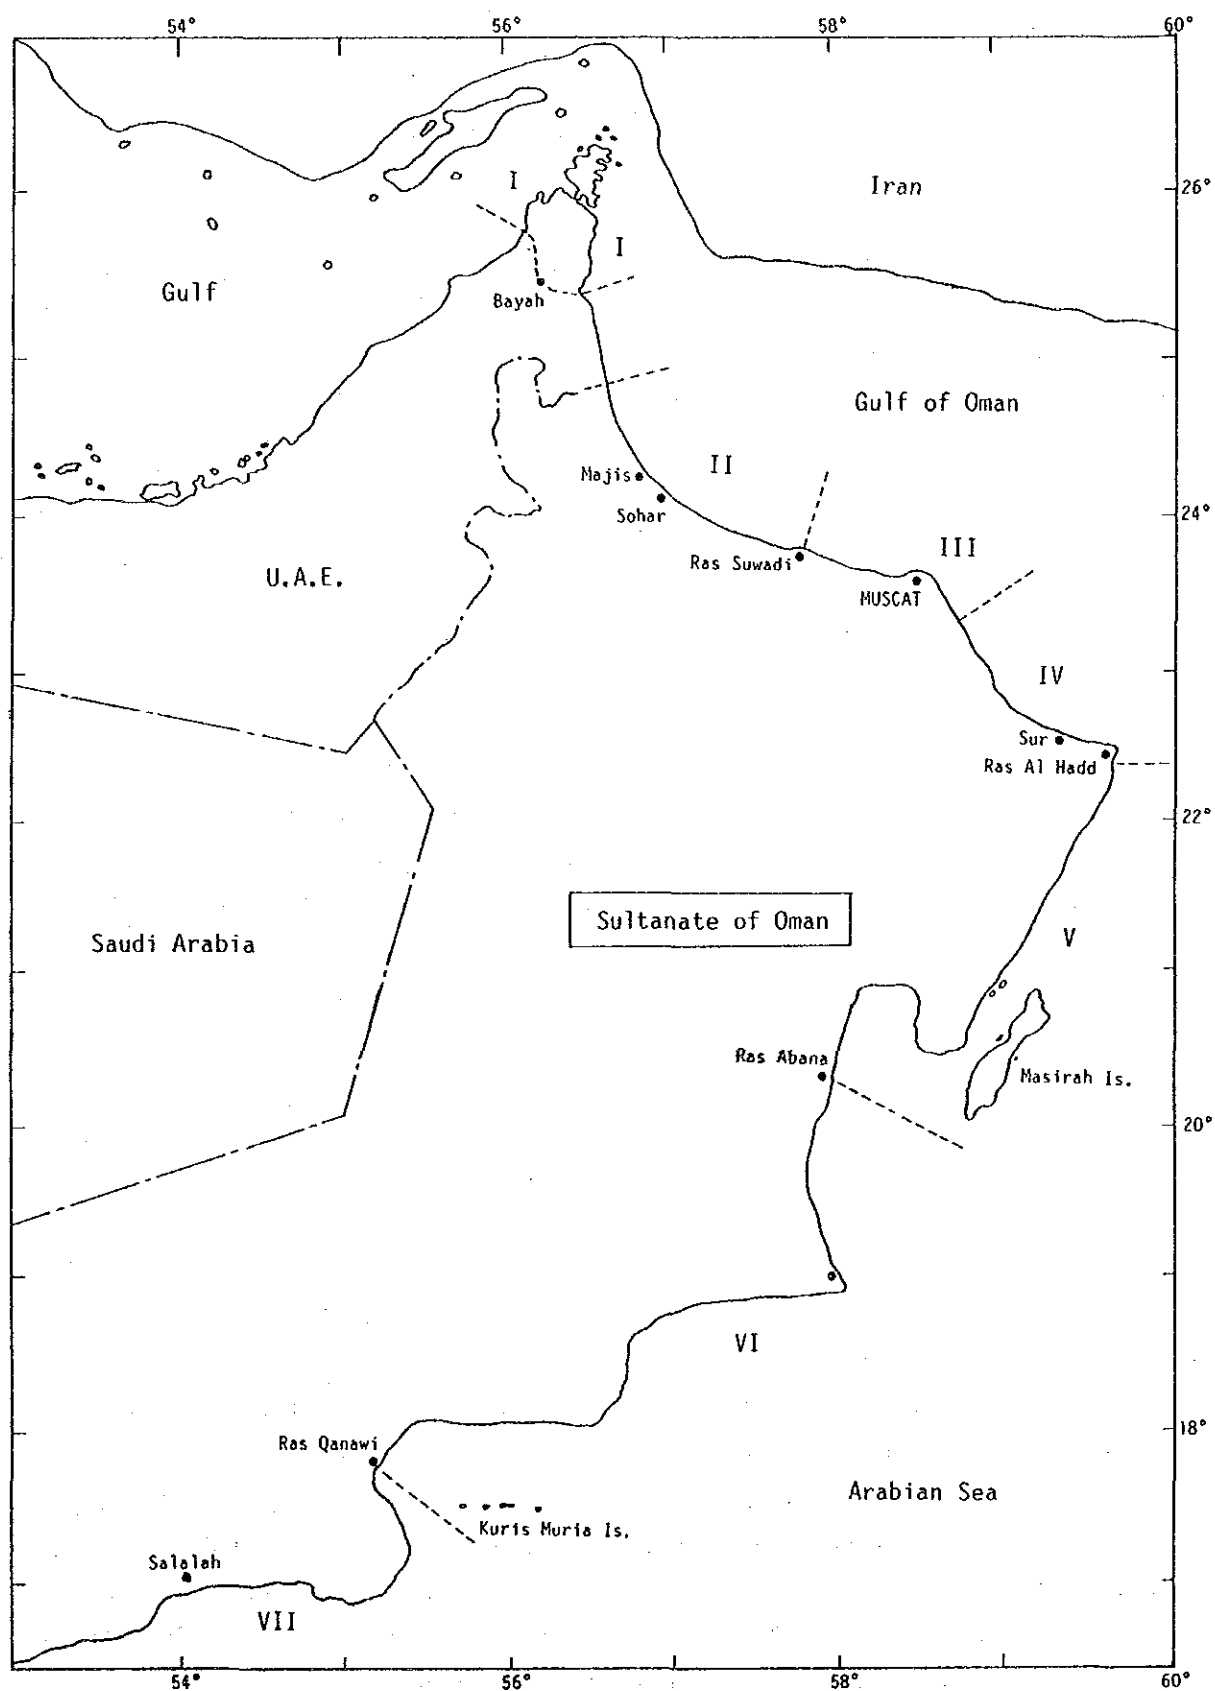 54°
56°
58°
60°
I
Iran
26°
I
Gulf
Bayah
Gulf of Oman
II
Majis
Sohar
24°
III
Ras Suwadi
U.A.E.
MUSCAT
IV
Sur
Ras Al Hadd
22°
Sultanate of Oman
V
Saudi Arabia
Ras Abana
Masirah Is.
20°
VI
18°
Ras Qanawi
Arabian Sea
Kuris Muria Is.
Salalah
VII
54°
56°
58°
60°